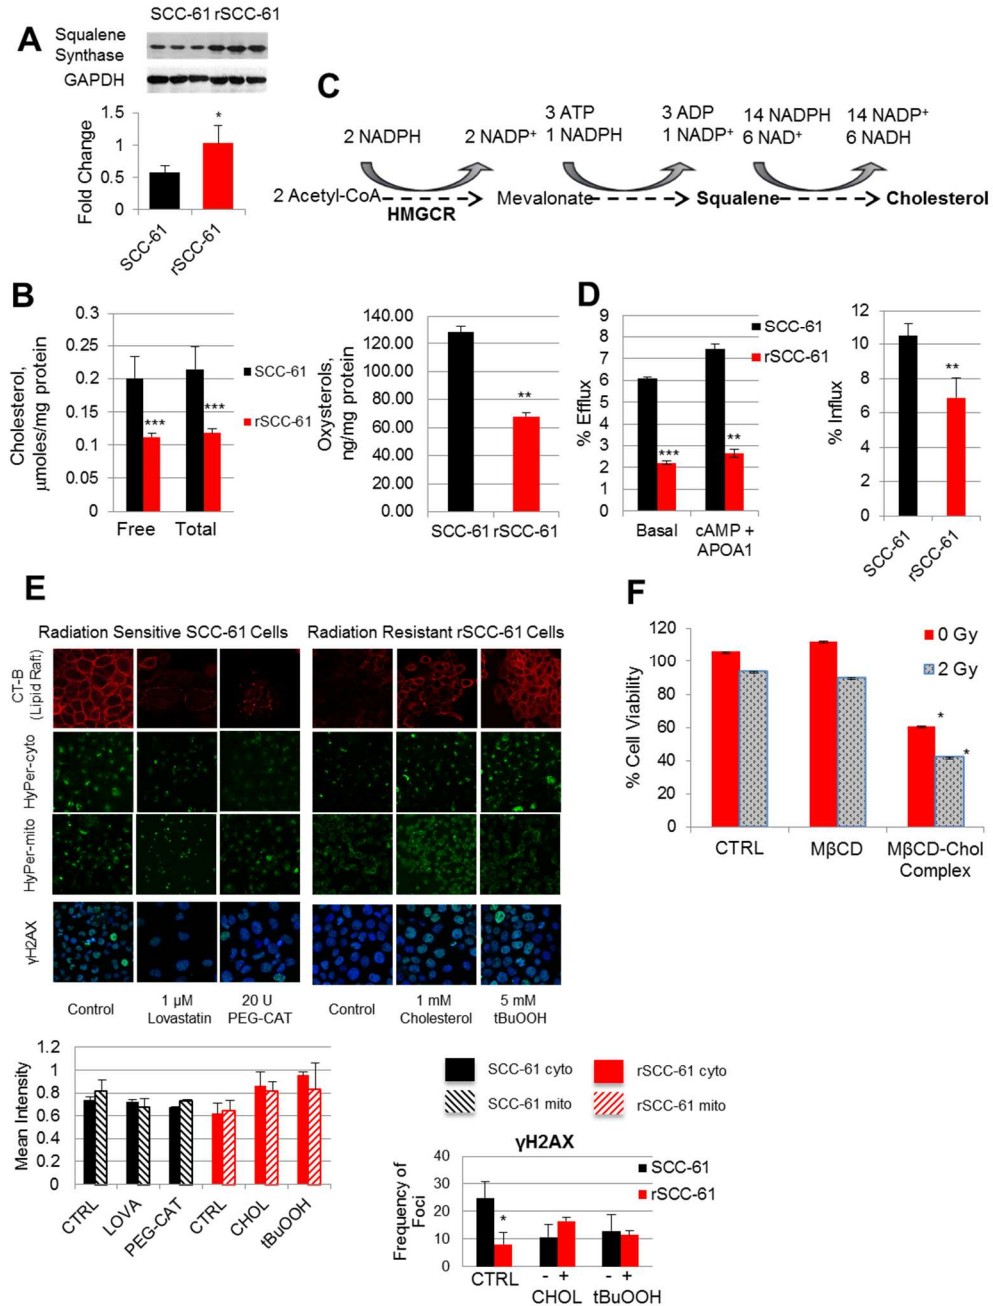 A
SCC-61 rSCC-61
Squalene
Synthase
GAPDH
Fold Change
1.5
1
0.5
0
*
SCC-61
rSCC-61
C
2 NADPH
2 NADP+
3 ATP
1 NADPH
3 ADP
1 NADP+
14 NADPH
6 NAD+
14 NADP+
6 NADH
2 Acetyl-CoA
HMGCR
Mevalonate
Squalene
Cholesterol
B
Cholesterol,
µmoles/mg protein
0.3
0.25
0.2
0.15
0.1
0.05
0
***
***
Free
Total
SCC-61
rSCC-61
Oxysterols,
ng/mg protein
140.00
120.00
100.00
80.00
60.00
40.00
20.00
0.00
**
SCC-61 rSCC-61
D
% Efflux
9
8
7
6
5
4
3
2
1
0
***
**
Basal
cAMP +
APOA1
SCC-61
rSCC-61
% Influx
12
10
8
6
4
2
0
**
SCC-61
rSCC-61
E
Radiation Sensitive SCC-61 Cells
Radiation Resistant rSCC-61 Cells
CT-B
(Lipid Raft)
HyPer-cyto
HyPer-mito
γH2AX
Control
1 µM
Lovastatin
20 U
PEG-CAT
Control
1 mM
Cholesterol
5 mM
tBuOOH
Mean Intensity
1.2
1
0.8
0.6
0.4
0.2
0
CTRL
LOVA
PEG-CAT
CTRL
CHOL
tBuOOH
SCC-61 cyto
rSCC-61 cyto
SCC-61 mito
rSCC-61 mito
γH2AX
Frequency of
Foci
40
30
20
10
0
*
SCC-61
rSCC-61
CTRL
- +
CHOL
- +
tBuOOH
F
% Cell Viability
120
100
80
60
40
20
0
0 Gy
2 Gy
*
*
CTRL
MβCD
MβCD-Chol
Complex